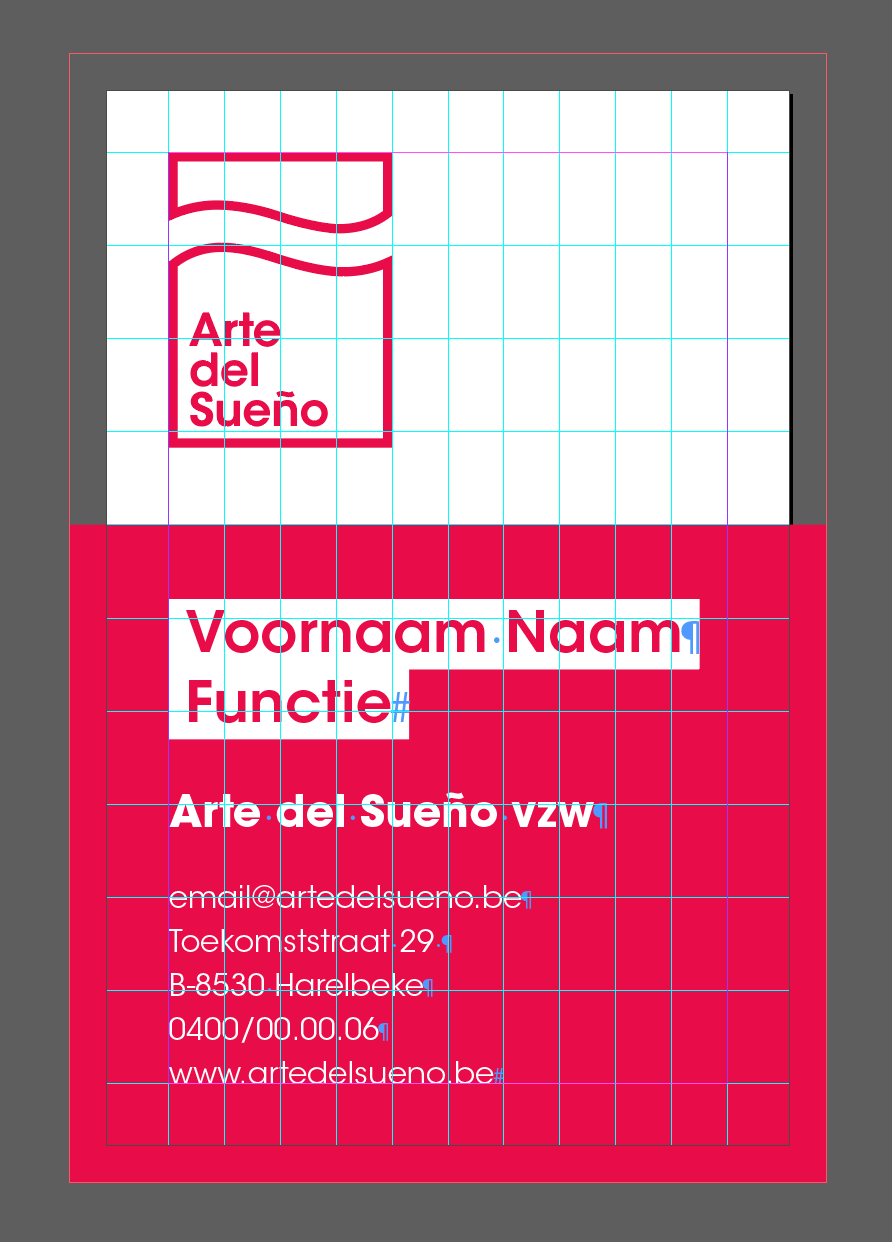 Arte
del
Sueño
Voornaam Naam
Functie
Arte del Sueño vzw
email@artedelsueno.be
Toekomststraat 29
B-8530 Harelbeke
0400/00.00.06
www.artedelsueno.be